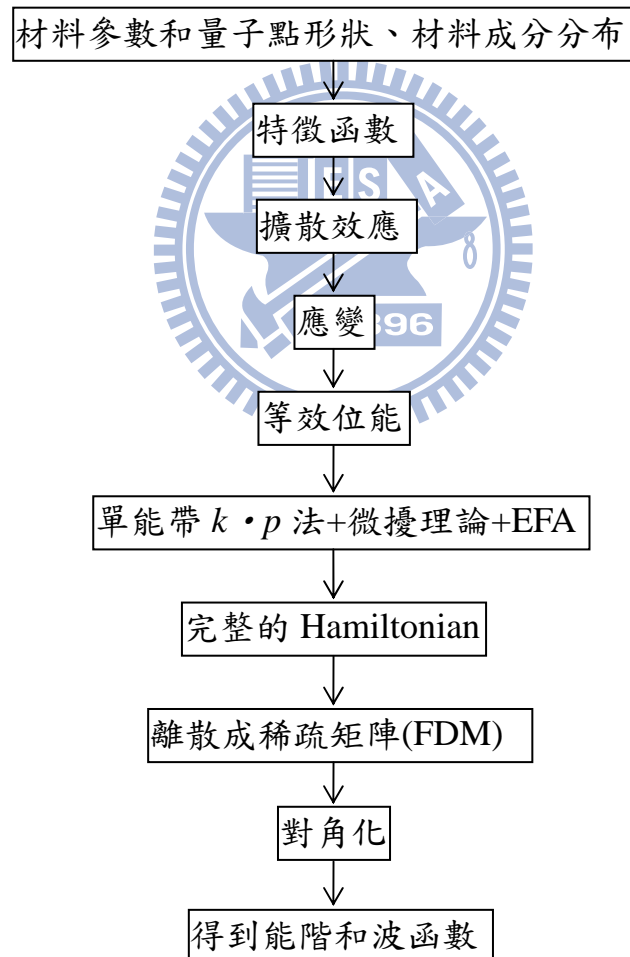 材料參數和量子點形狀、材料成分分布
特徵函數
ESA
擴散效應
應變
896
等效位能
單能帶 k•p 法+微擾理論+EFA
完整的 Hamiltonian
離散成稀疏矩陣(FDM)
對角化
得到能階和波函數